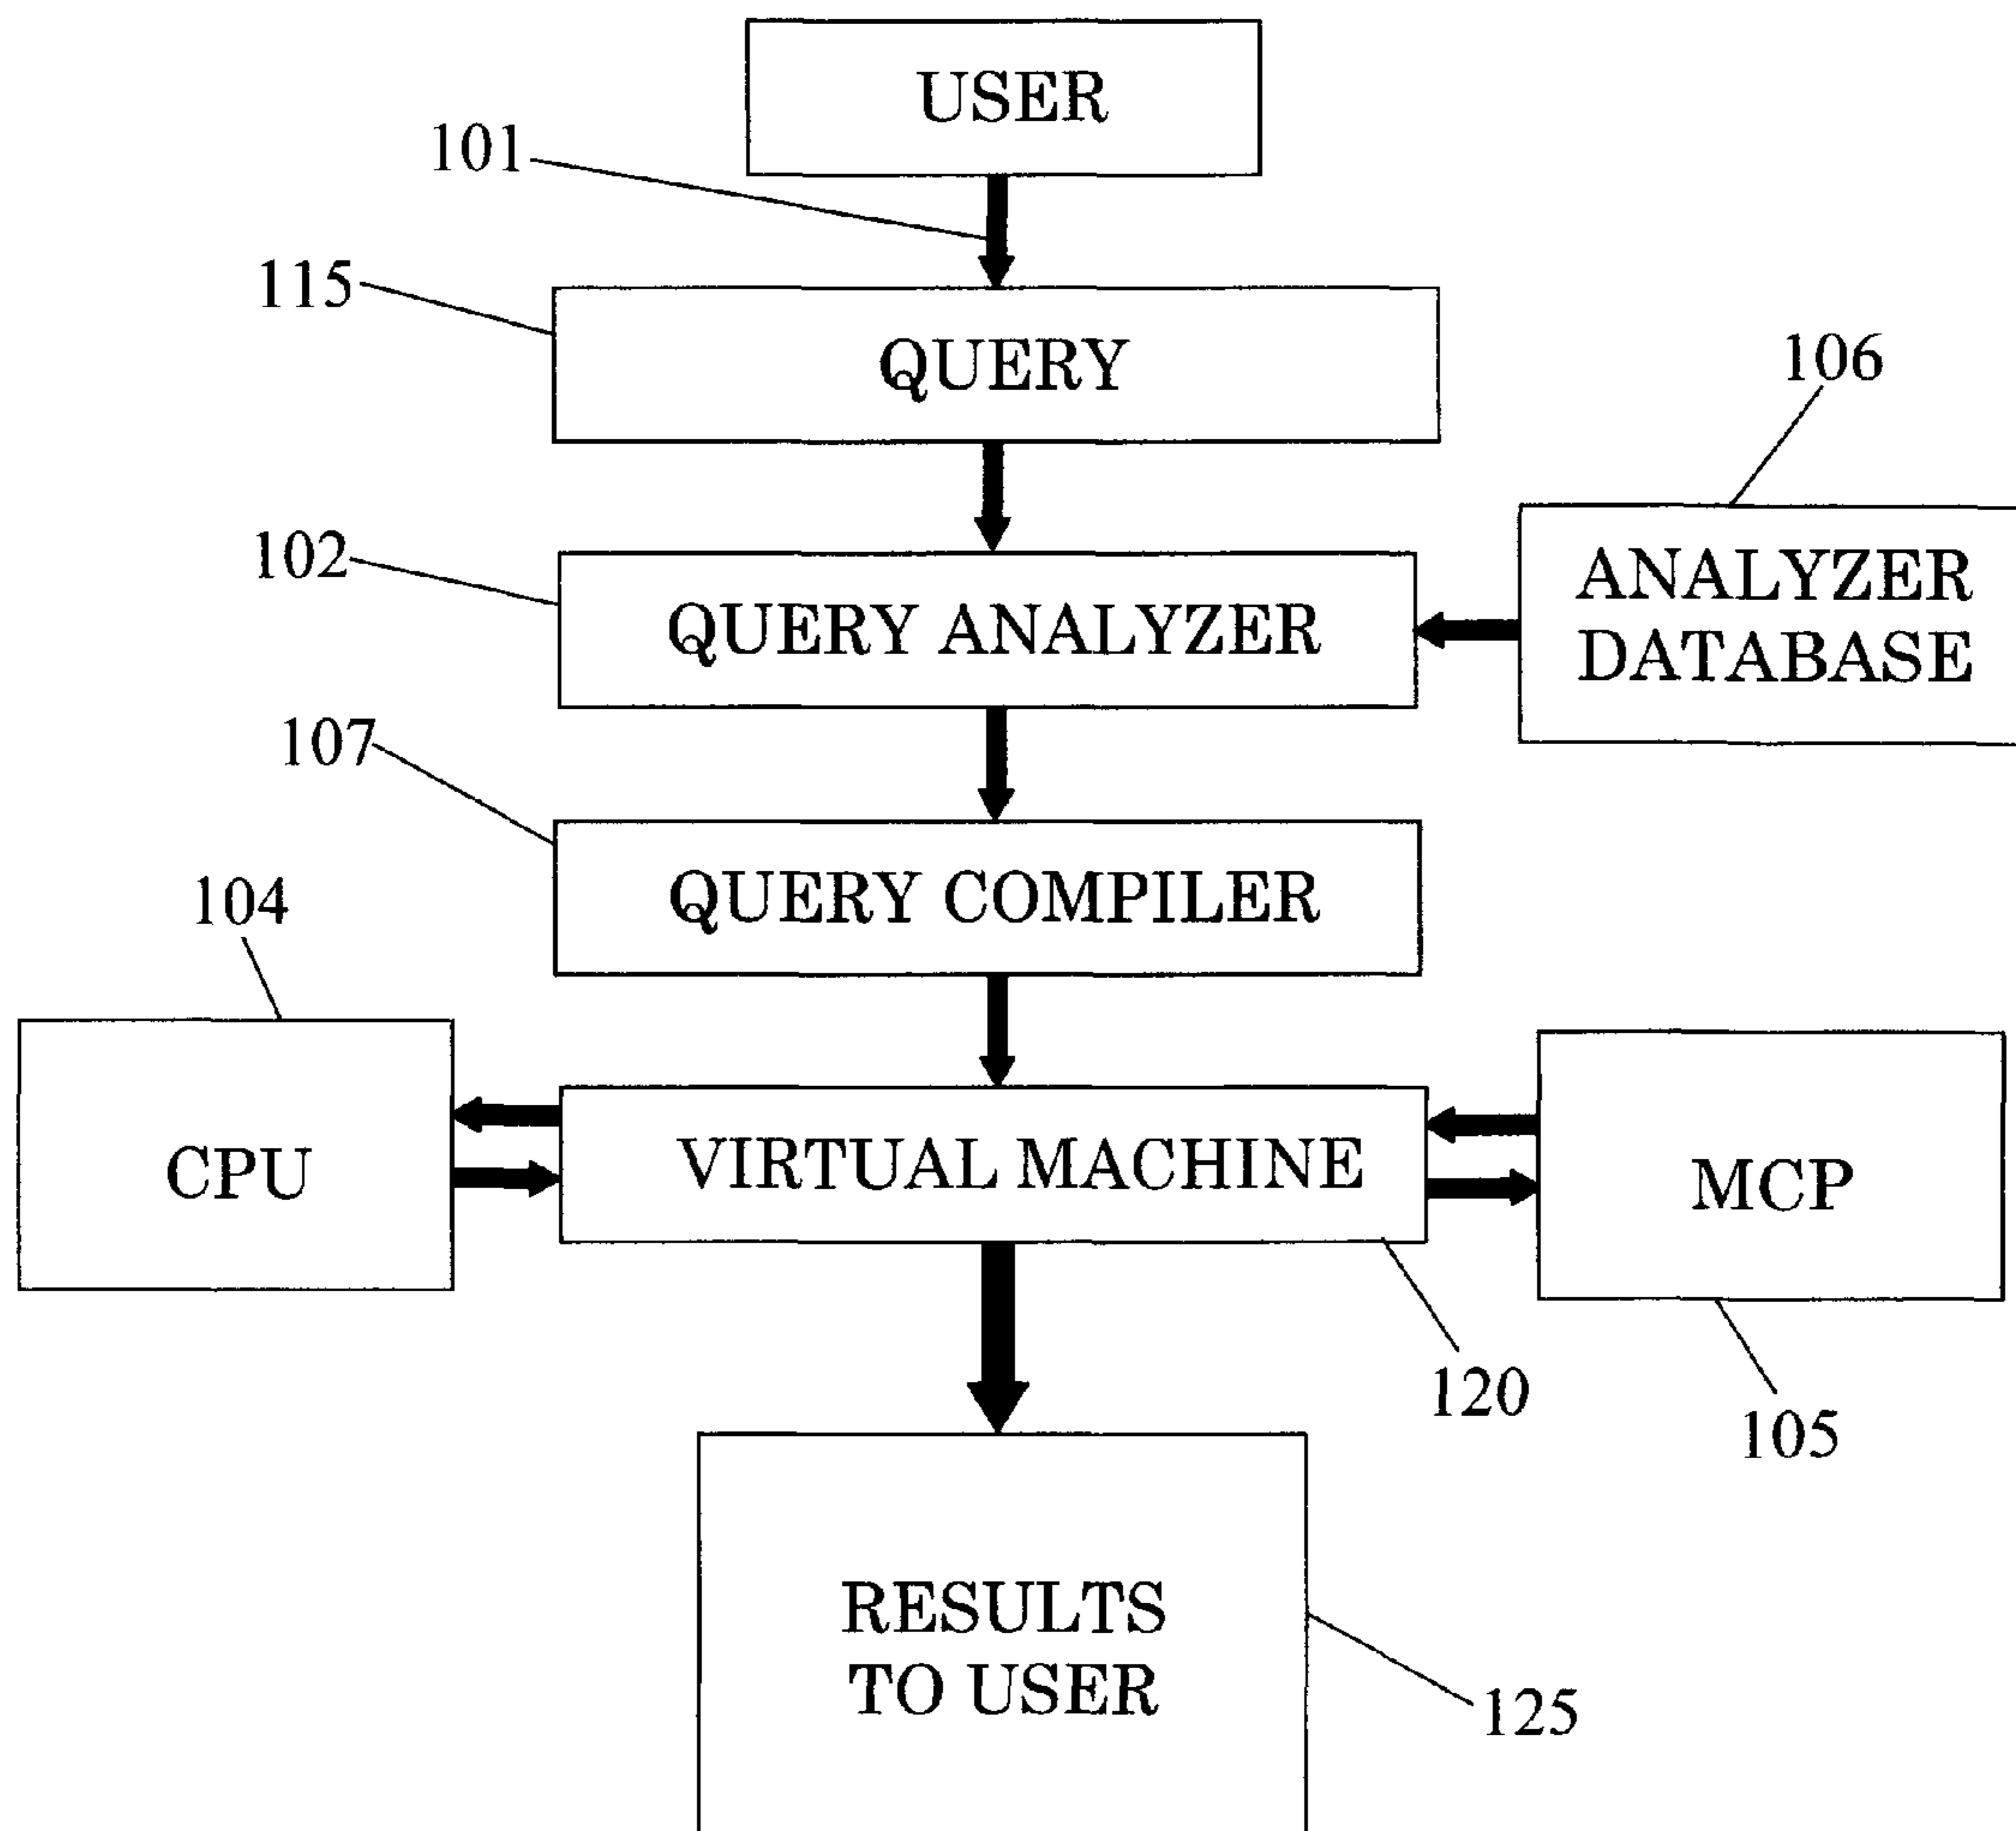 USER
101
115
QUERY
106
102
QUERY ANALYZER
ANALYZER
DATABASE
107
QUERY COMPILER
104
CPU
VIRTUAL MACHINE
MCP
120
105
RESULTS
TO USER
125